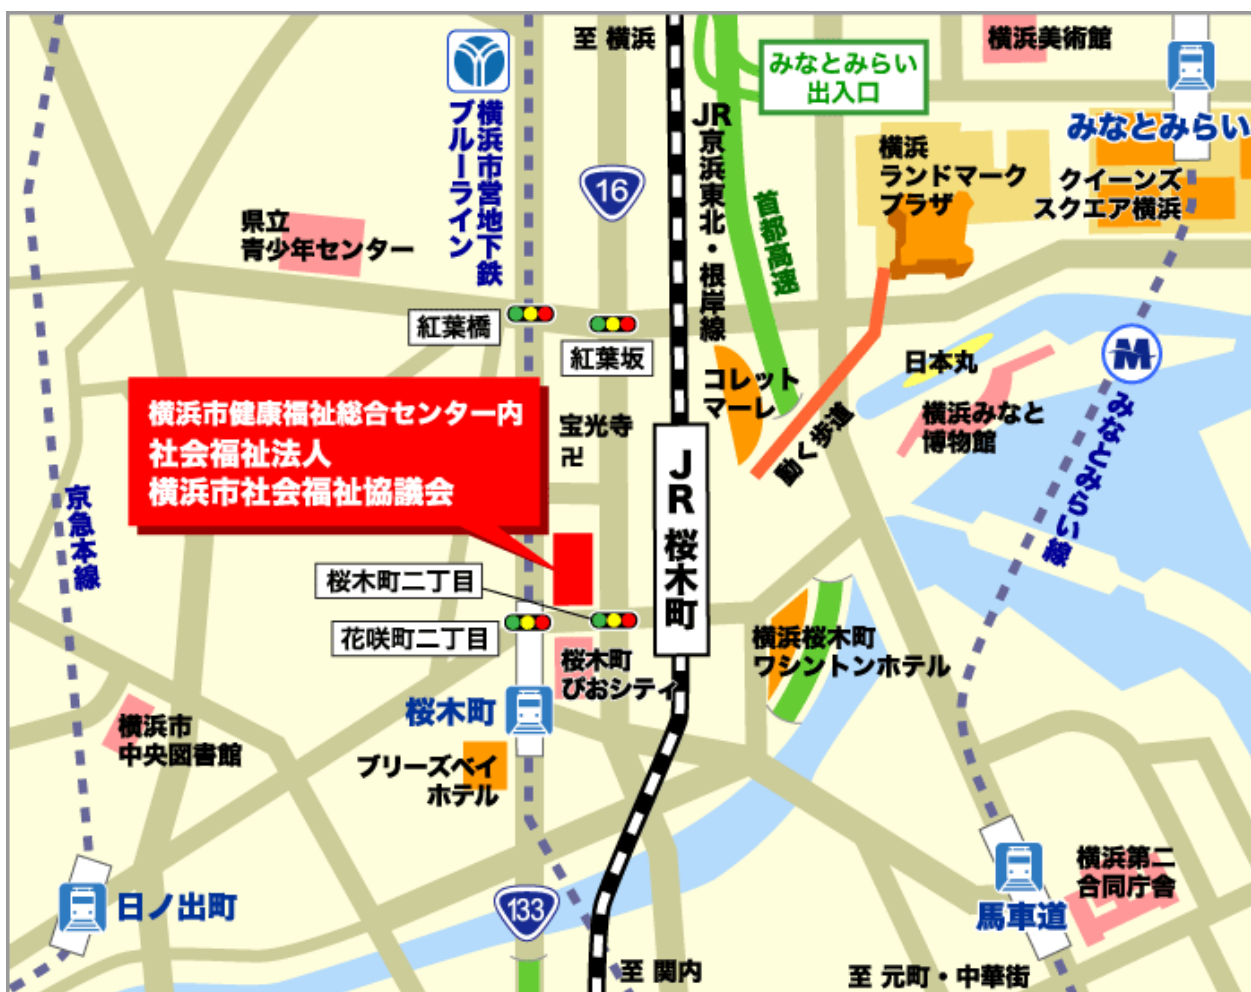 至 横浜
横浜美術館
みなとみらい
出入口
横浜市営地下鉄
ブルーライン
JR京浜東北・根岸線
みなとみらい
16
横浜
ランドマーク
プラザ
クイーンズ
スクエア横浜
県立
青少年センター
首都高速
紅葉橋
紅葉坂
日本丸
M
コレット
マーレ
横浜市健康福祉総合センター内
社会福祉法人
横浜市社会福祉協議会
宝光寺
卍
動く歩道
横浜みなと
博物館
みなとみらい線
京急本線
JR 桜木町
桜木町二丁目
花咲町二丁目
桜木町
ぴおシティ
横浜桜木町
ワシントンホテル
桜木町
横浜市
中央図書館
ブリーズベイ
ホテル
日ノ出町
133
馬車道
横浜第二
合同庁舎
至 関内
至 元町・中華街